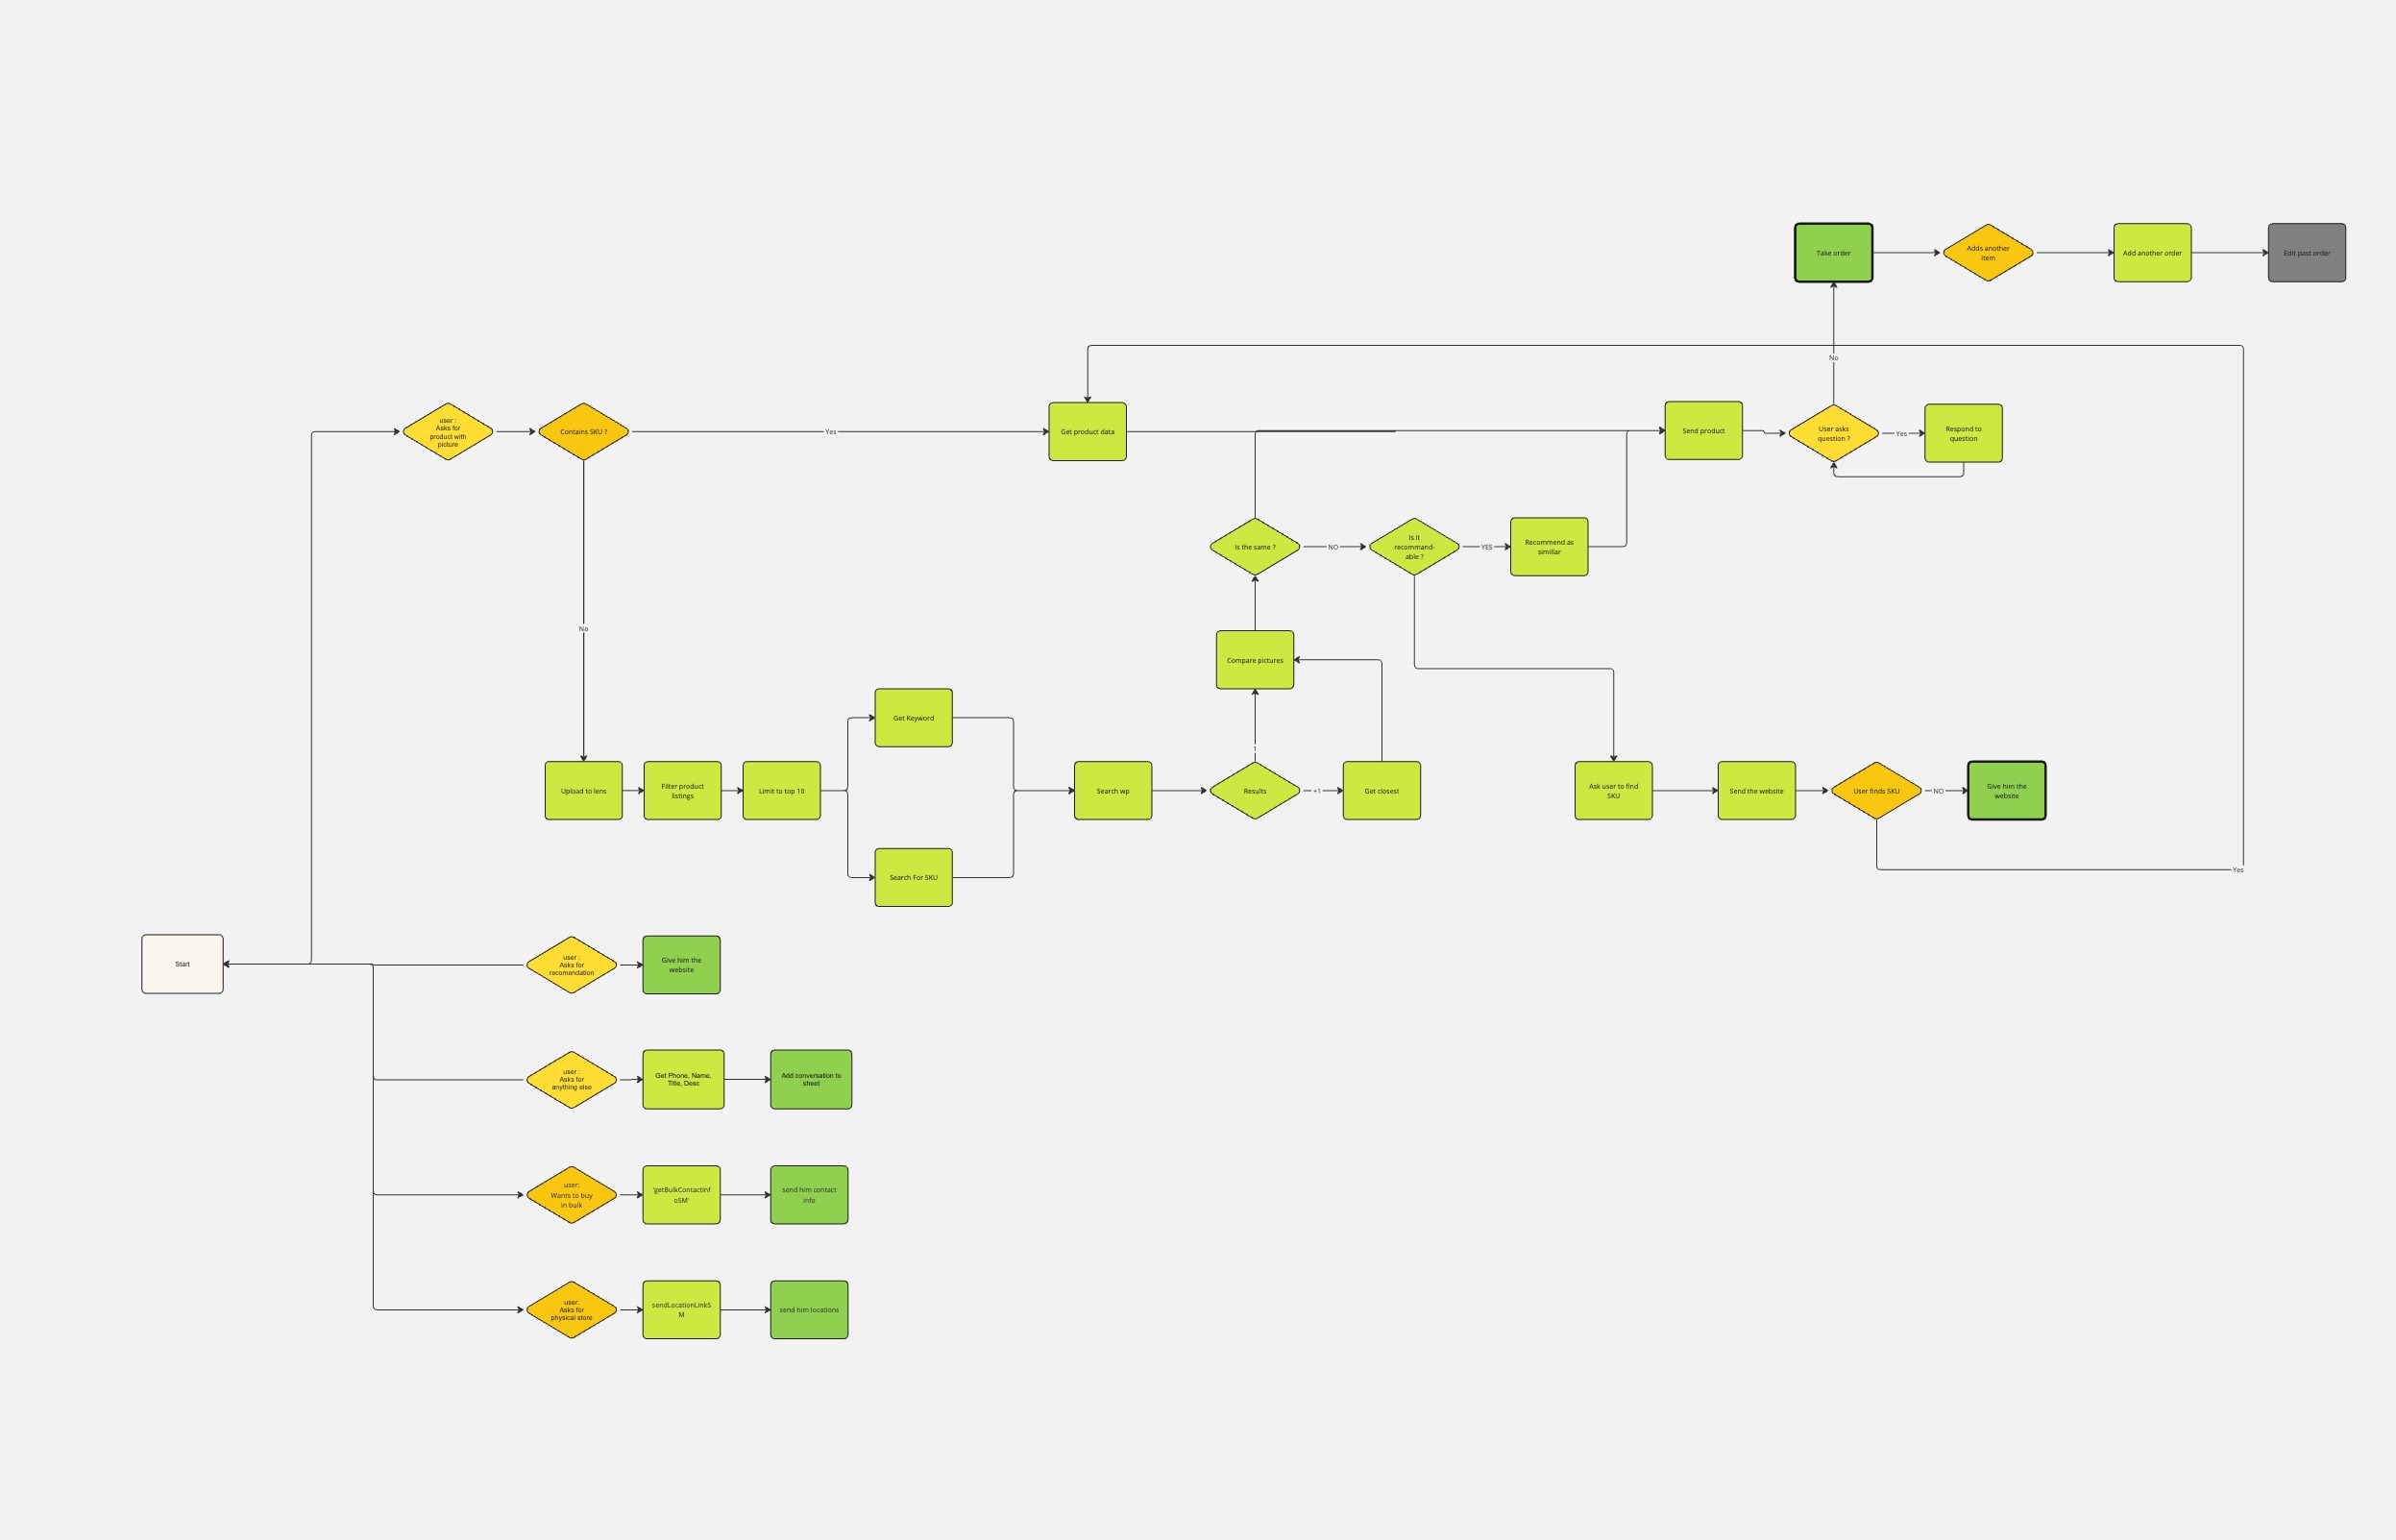 Take order
Adds another
item
Add another order
Edit past order
No
user :
Asks for
product with
picture
Contains SKU ?
Yes
Get product data
Send product
User asks
question ?
Yes
Respond to
question
Is the same ?
NO
Is it
recommand-
able ?
YES
Recommend as
simillar
No
Compare pictures
Get Keyword
1
Upload to lens
Filter product
listings
Limit to top 10
Search wp
Results
+1
Get closest
Ask user to find
SKU
Send the website
User finds SKU
NO
Give him the
website
Search For SKU
Yes
Start
user :
Asks for
recomendation
Give him the
website
user :
Asks for
anything else
Get Phone, Name,
Title, Desc
Add conversation to
sheet
user:
Wants to buy
in bulk
'getBulkContactInf
oSM'
send him contact
info
user:
Asks for
physical store
sendLocationLinkS
M
send him locations